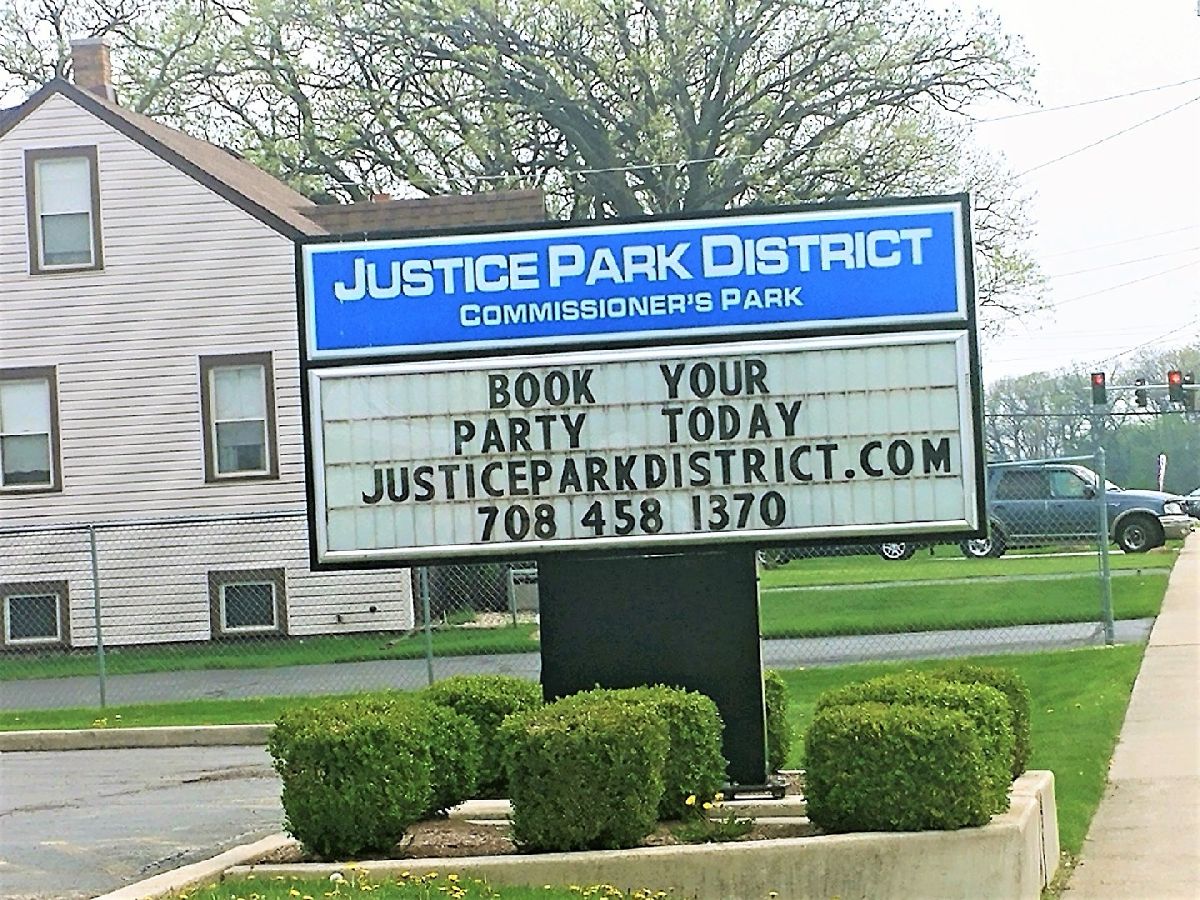 JUSTICE PARK DISTRICT
COMMISSIONER'S PARK
BOOK YOUR
PARTY TODAY
JUSTICEPARKDISTRICT.COM
708 458 1370